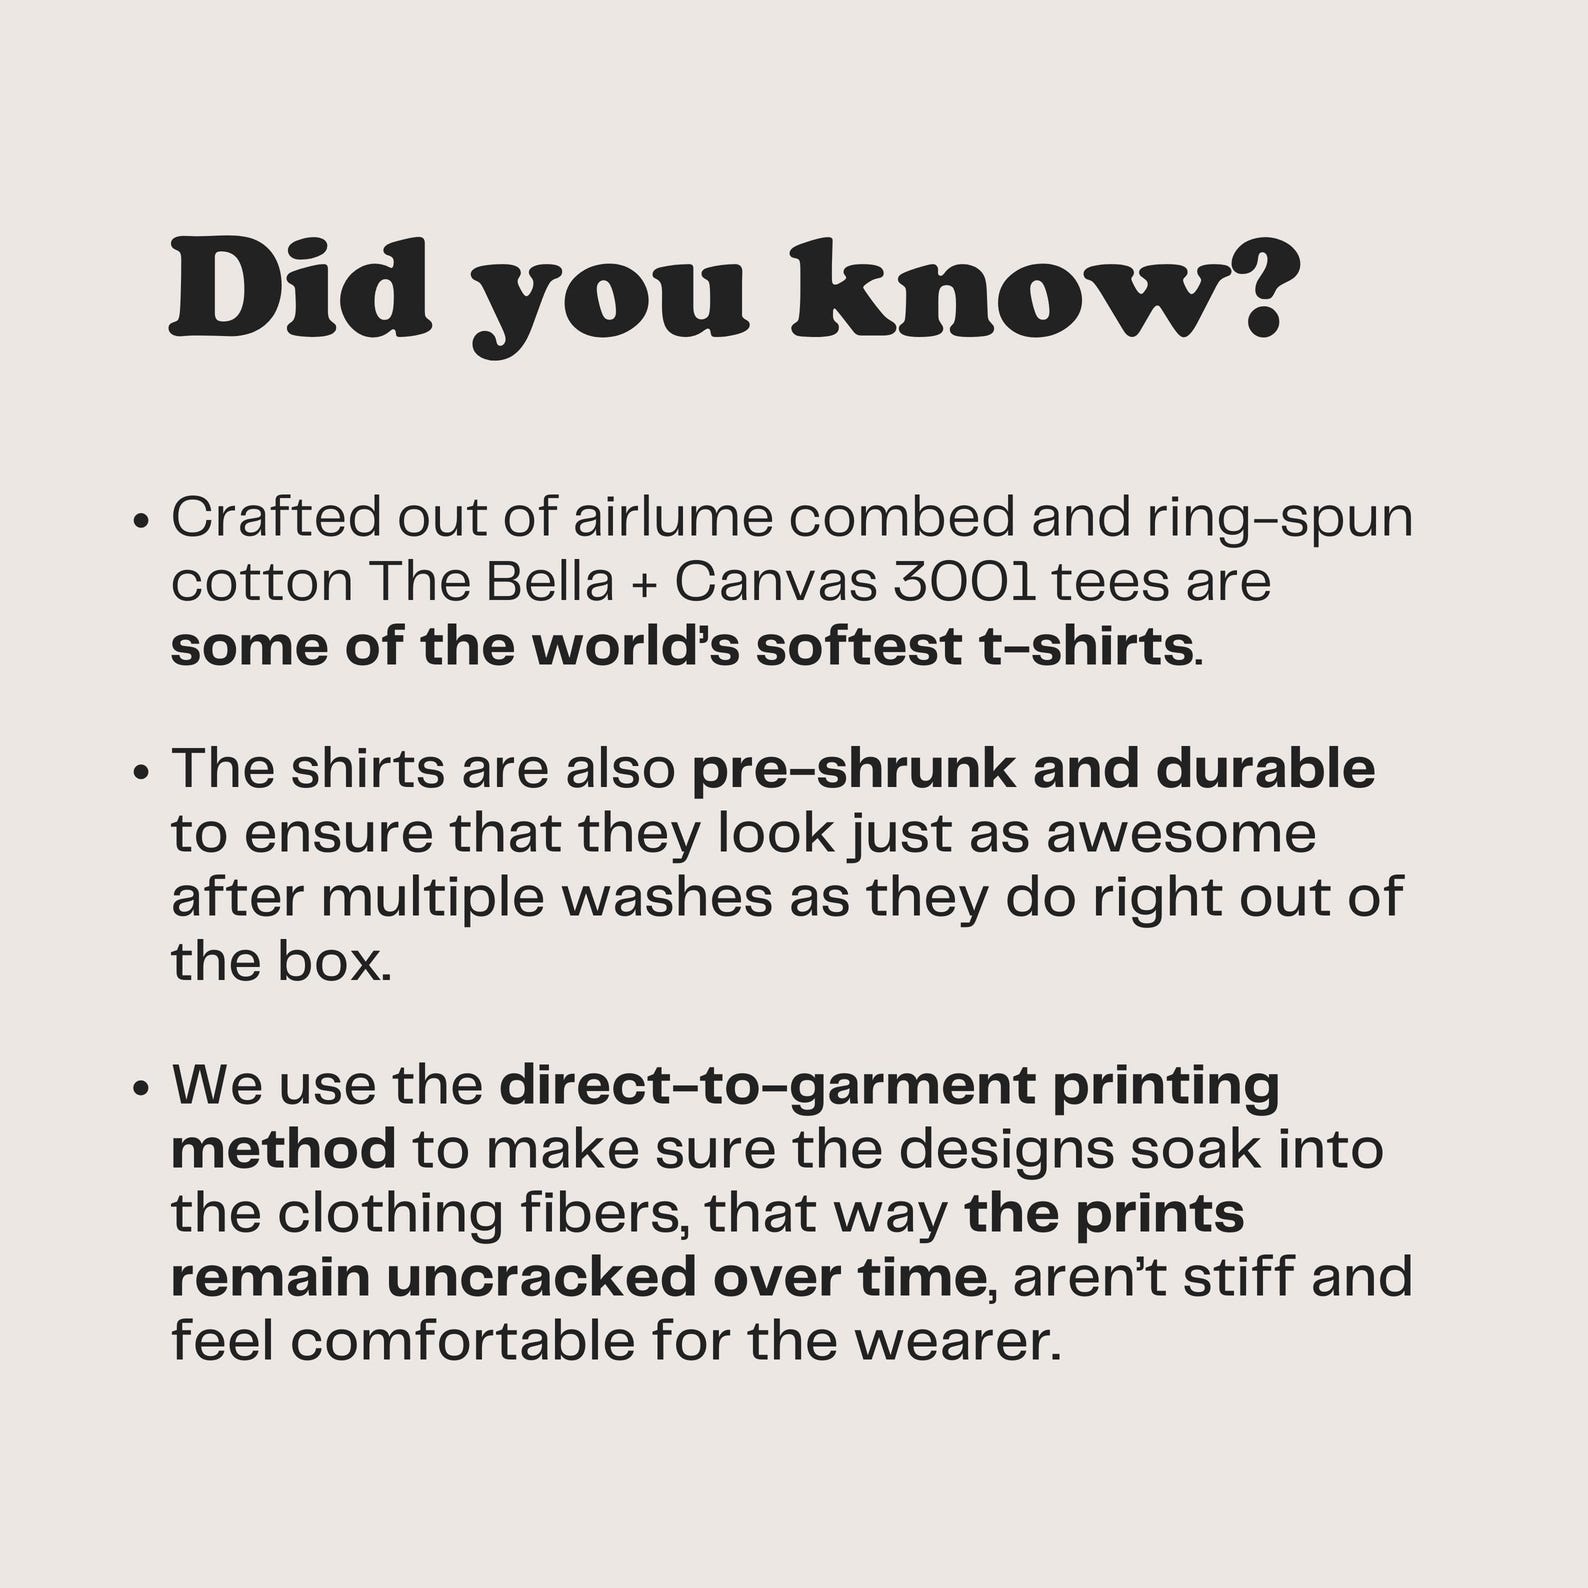 Did you know?
• Crafted out of airlume combed and ring-spun
cotton The Bella + Canvas 3001 tees are
some of the world’s softest t-shirts.
• The shirts are also pre-shrunk and durable
to ensure that they look just as awesome
after multiple washes as they do right out of
the box.
• We use the direct-to-garment printing
method to make sure the designs soak into
the clothing fibers, that way the prints
remain uncracked over time, aren’t stiff and
feel comfortable for the wearer.